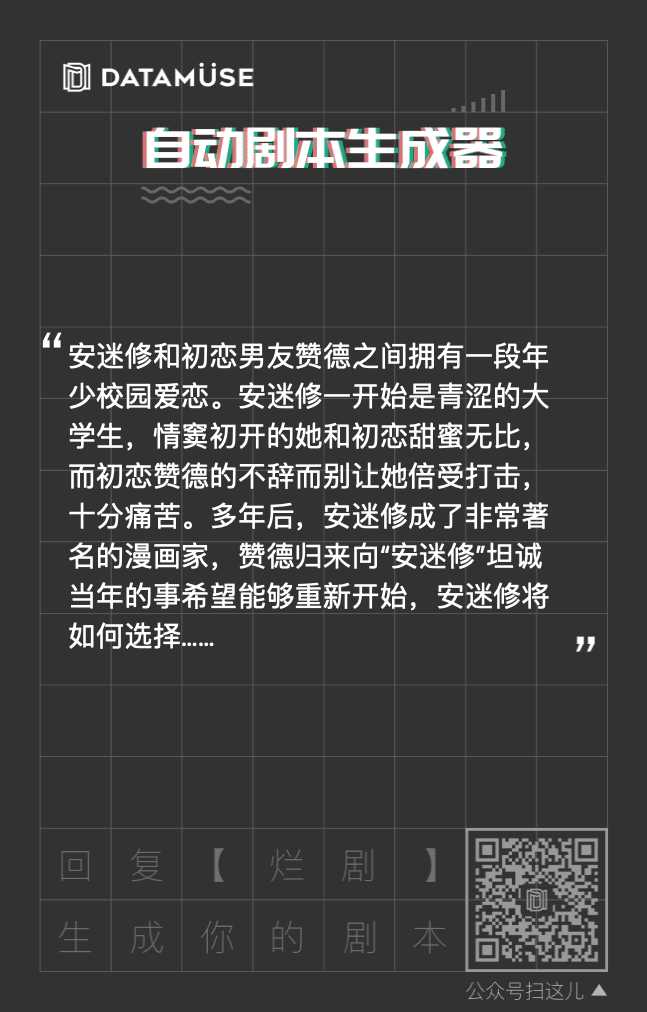 DATAMÜSE
自动剧本生成器
“安迷修和初恋男友赞德之间拥有一段年
少校园爱恋。安迷修一开始是青涩的大
学生，情窦初开的她和初恋甜蜜无比，
而初恋赞德的不辞而别让她倍受打击，
十分痛苦。多年后，安迷修成了非常著
名的漫画家，赞德归来向“安迷修”坦诚
当年的事希望能够重新开始，安迷修将
如何选择……
”
回复【烂剧】
生成你的剧本
公众号扫这儿▲